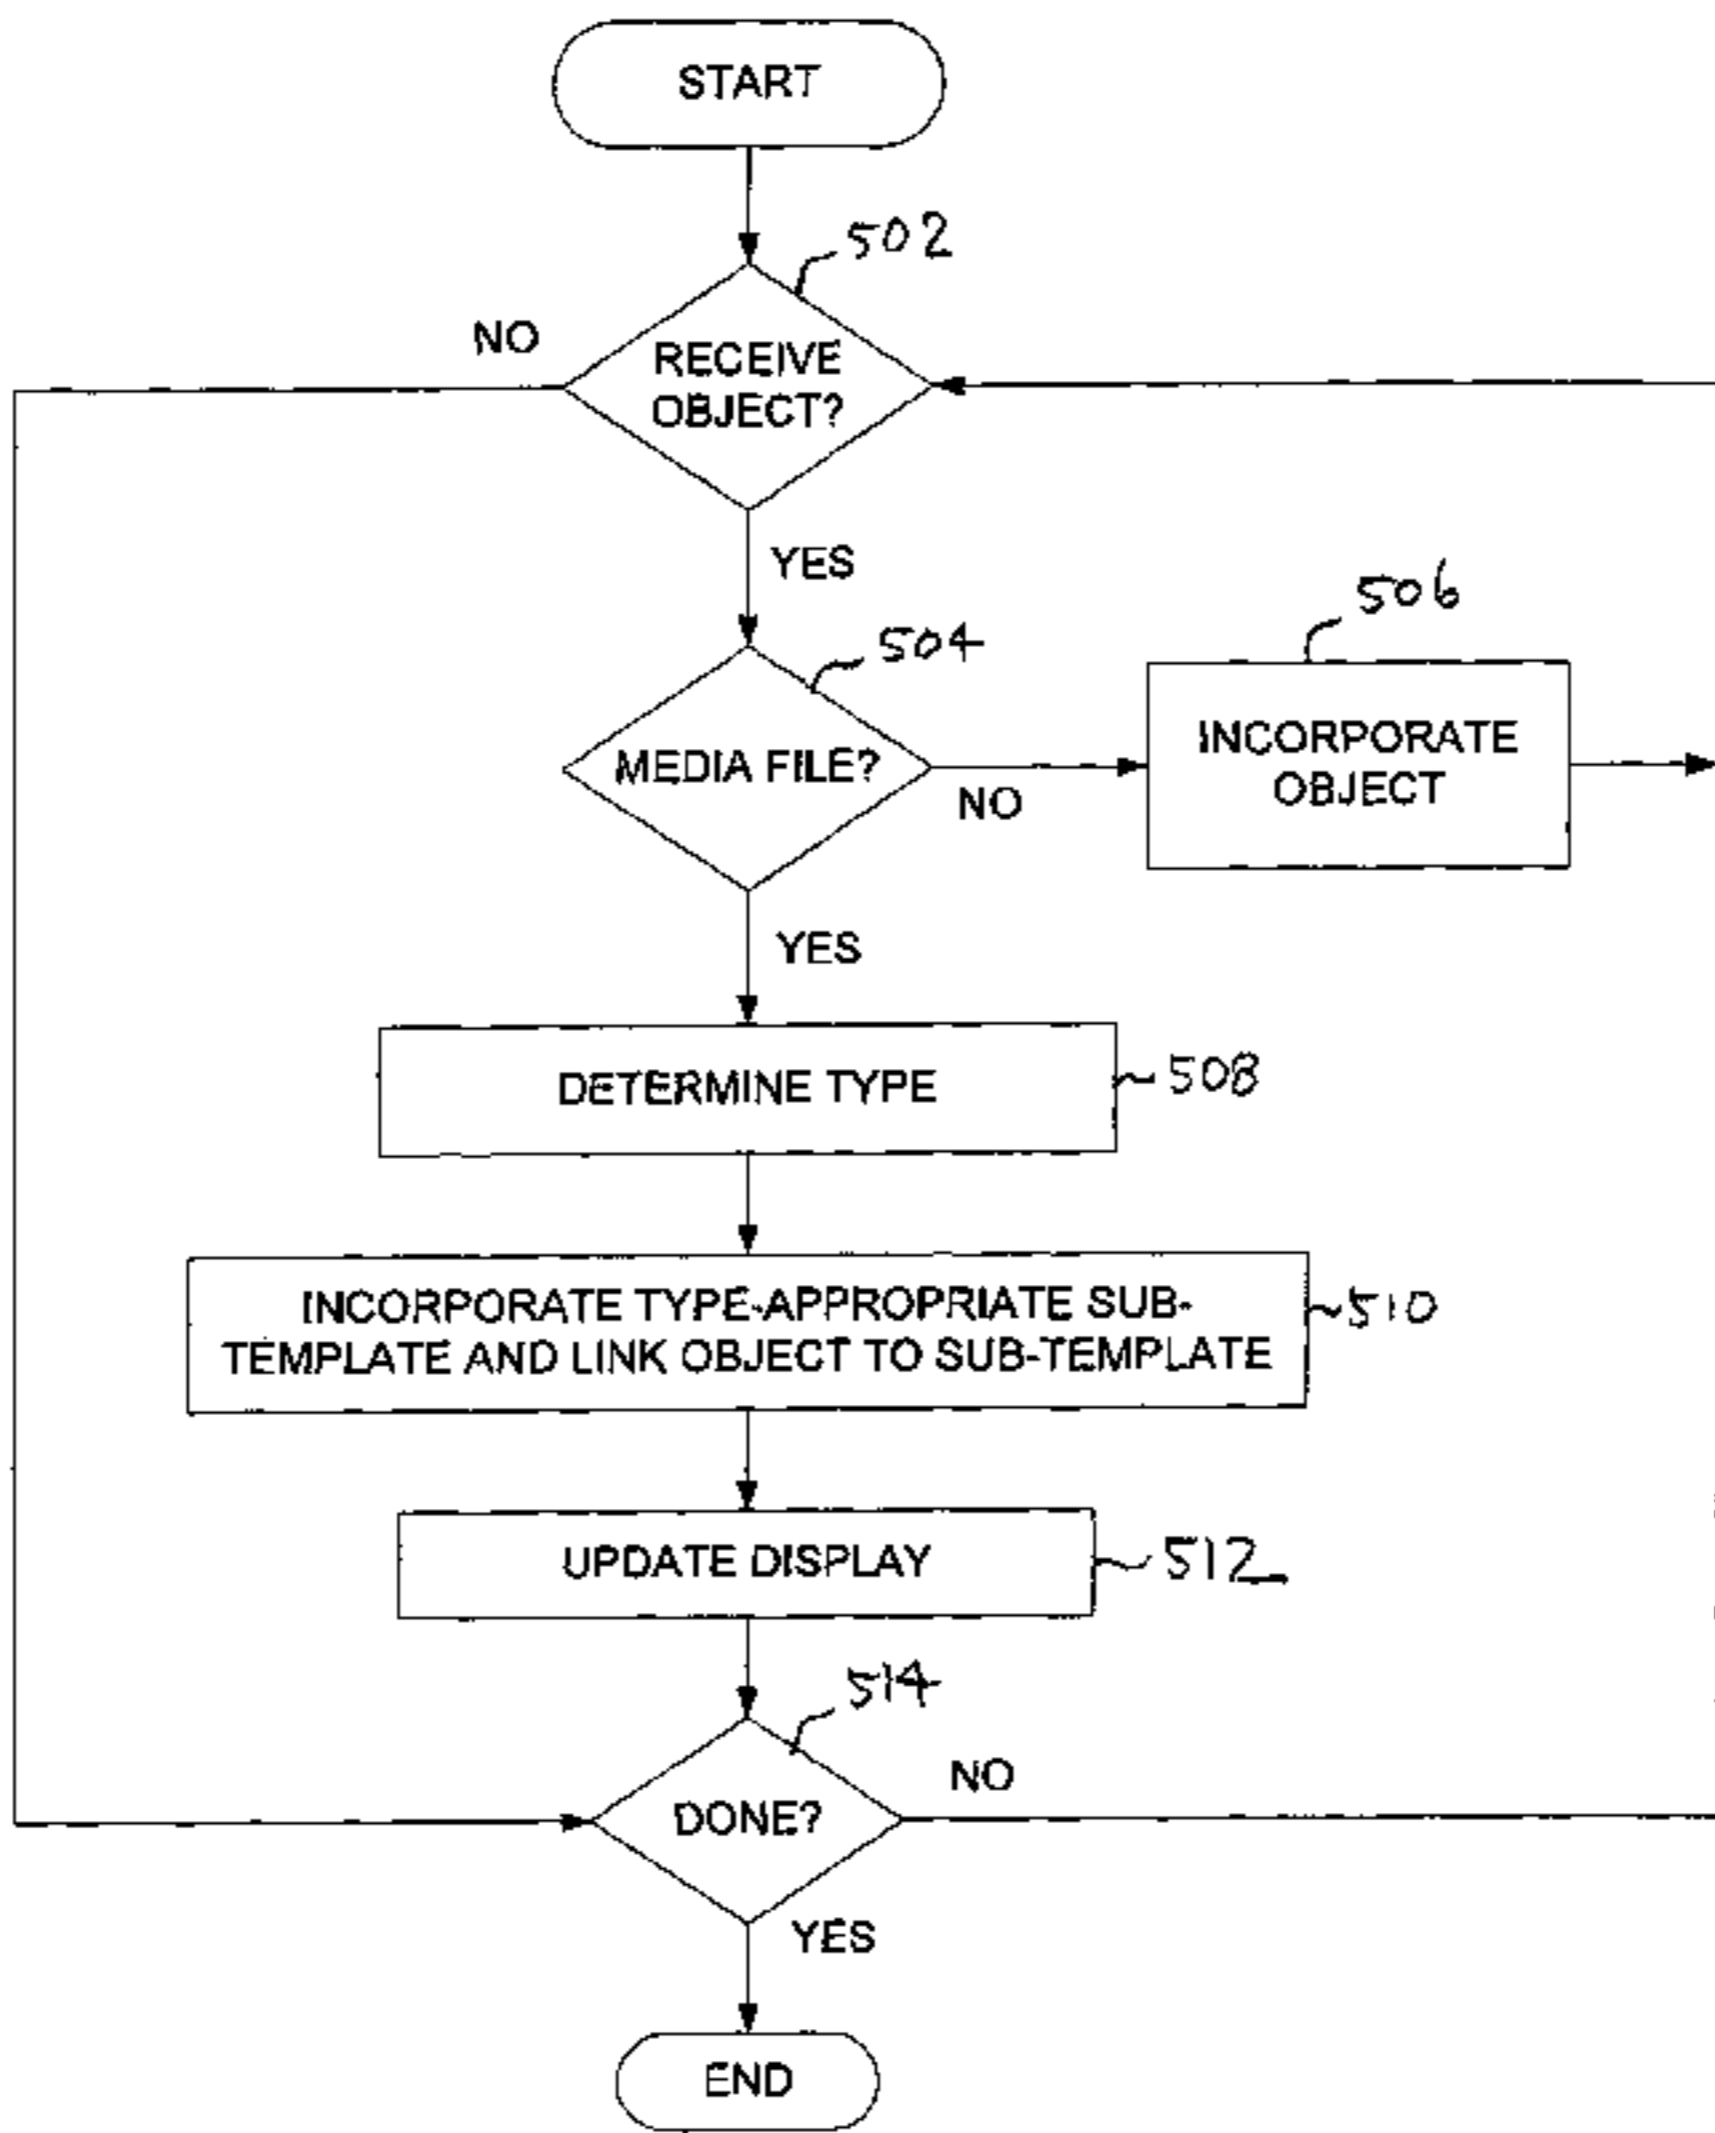 START
502
NO
RECEIVE
OBJECT?
YES
504
506
MEDIA FILE?
NO
INCORPORATE
OBJECT
YES
DETERMINE TYPE
508
INCORPORATE TYPE-APPROPRIATE SUB-
TEMPLATE AND LINK OBJECT TO SUB-TEMPLATE
510
UPDATE DISPLAY
512
514
NO
DONE?
YES
END